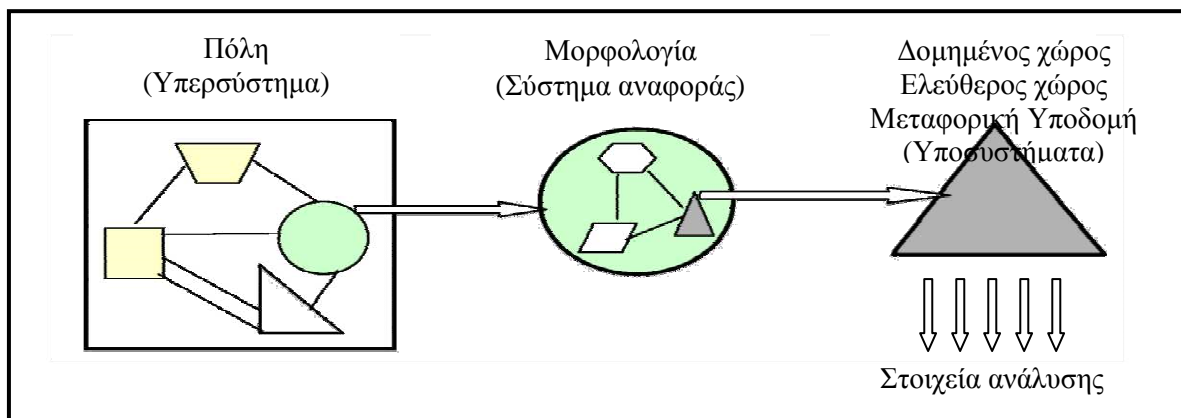 Πόλη
(Υπερσύστημα)
Μορφολογία
(Σύστημα αναφοράς)
Δομημένος χώρος
Ελεύθερος χώρος
Μεταφορική Υποδομή
(Υποσυστήματα)
Στοιχεία ανάλυσης